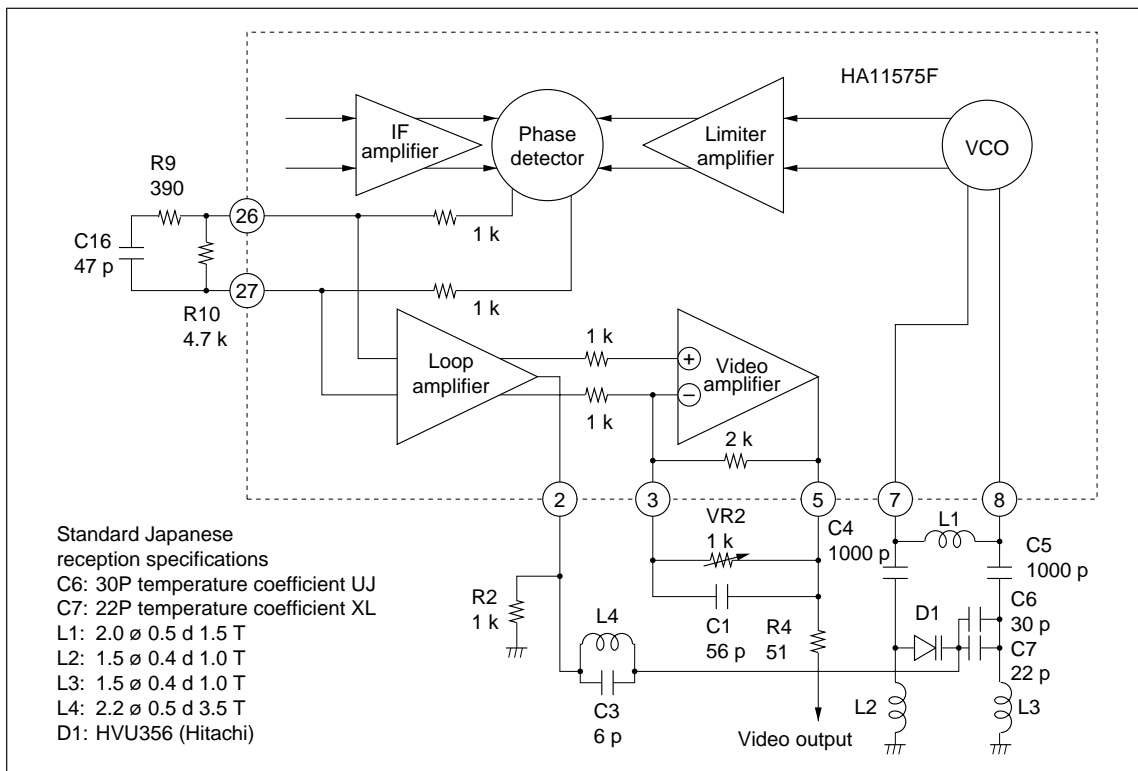 HA11575F
IF
amplifier
Phase
detector
Limiter
amplifier
VCO
R9
390
26
1 k
C16
47 p
27
1 k
R10
4.7 k
Loop
amplifier
1 k
1 k
+
−
Video
amplifier
2 k
2
3
5
7
8
Standard Japanese
reception specifications
C6: 30P temperature coefficient UJ
C7: 22P temperature coefficient XL
L1: 2.0 ø 0.5 d 1.5 T
L2: 1.5 ø 0.4 d 1.0 T
L3: 1.5 ø 0.4 d 1.0 T
L4: 2.2 ø 0.5 d 3.5 T
D1: HVU356 (Hitachi)
R2
1 k
L4
C3
6 p
VR2
1 k
C1
56 p
R4
51
Video output
C4
1000 p
L1
C5
1000 p
D1
C6
30 p
C7
22 p
L2
L3